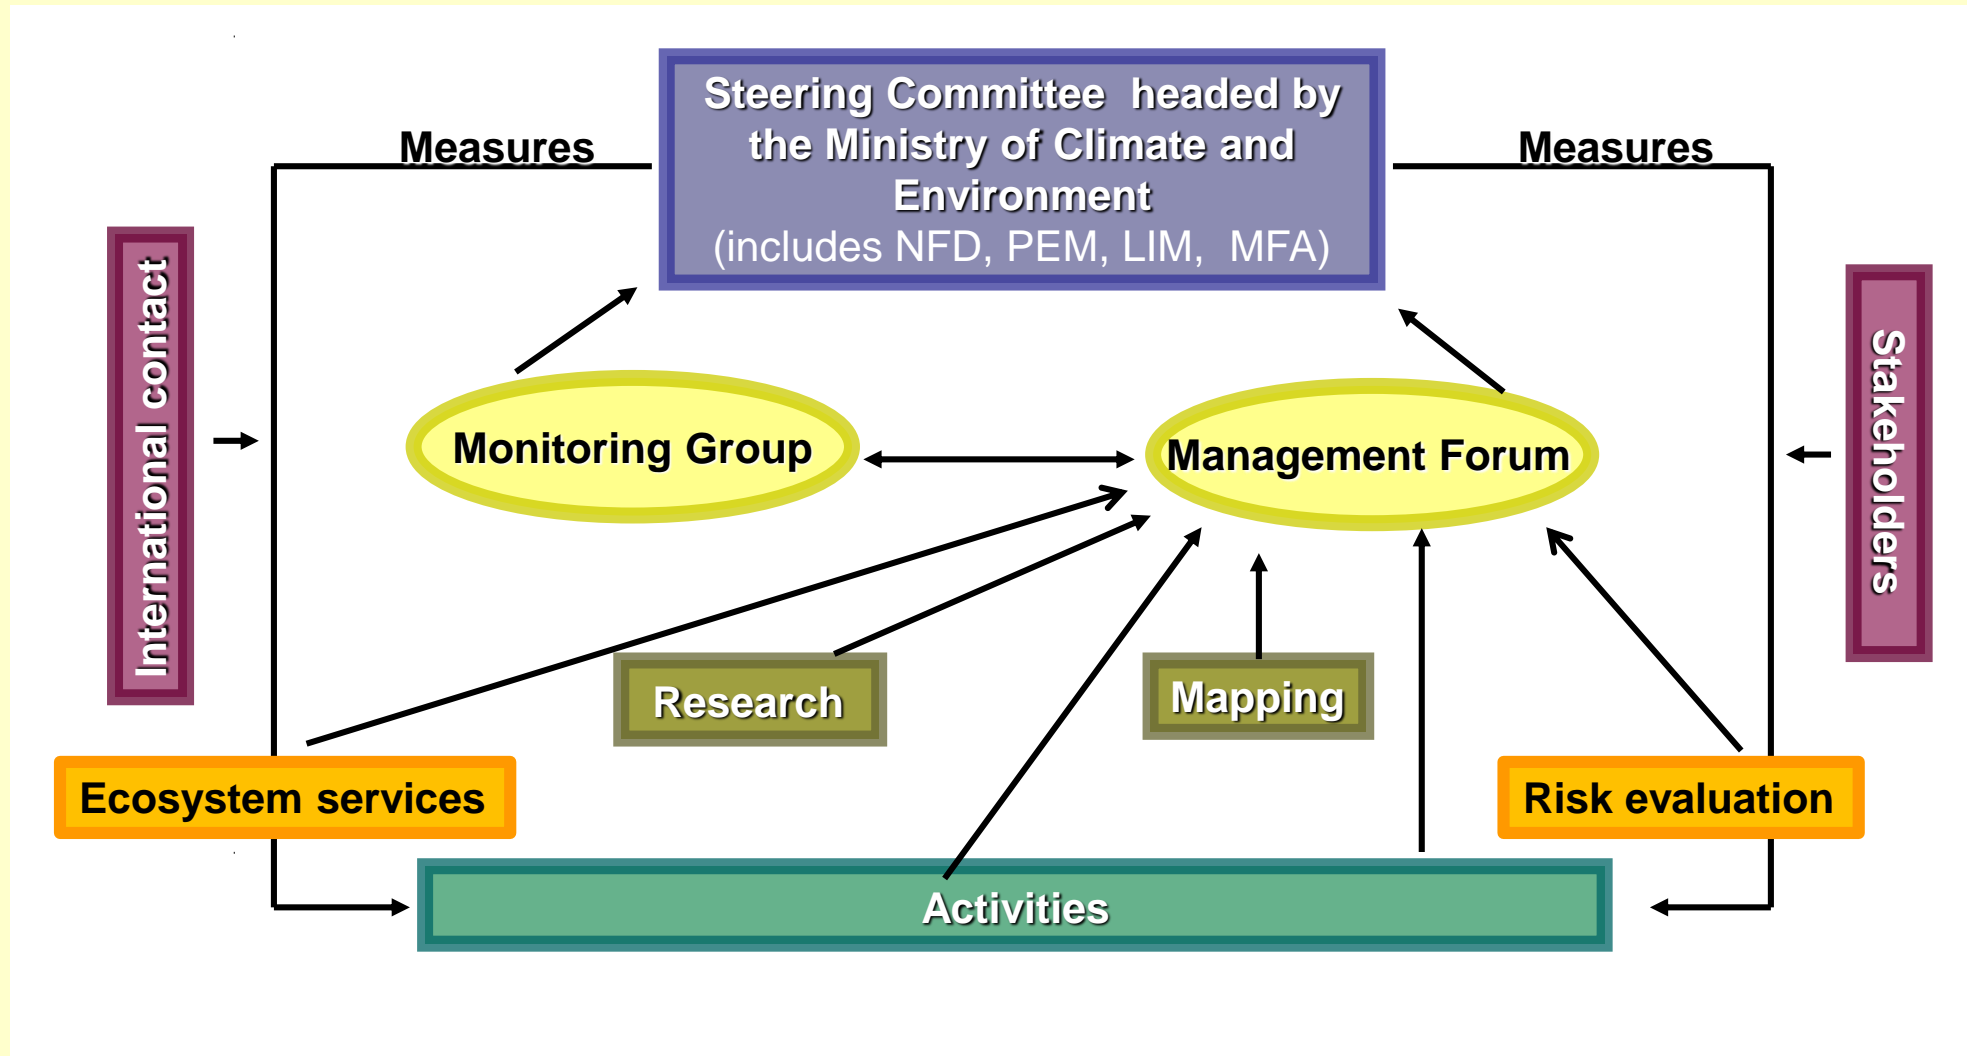 Steering Committee headed by
the Ministry of Climate and
Environment
(includes NFD, PEM, LIM, MFA)
Measures
Measures
International contact
Stakeholders
Monitoring Group
Management Forum
Research
Mapping
Ecosystem services
Risk evaluation
Activities